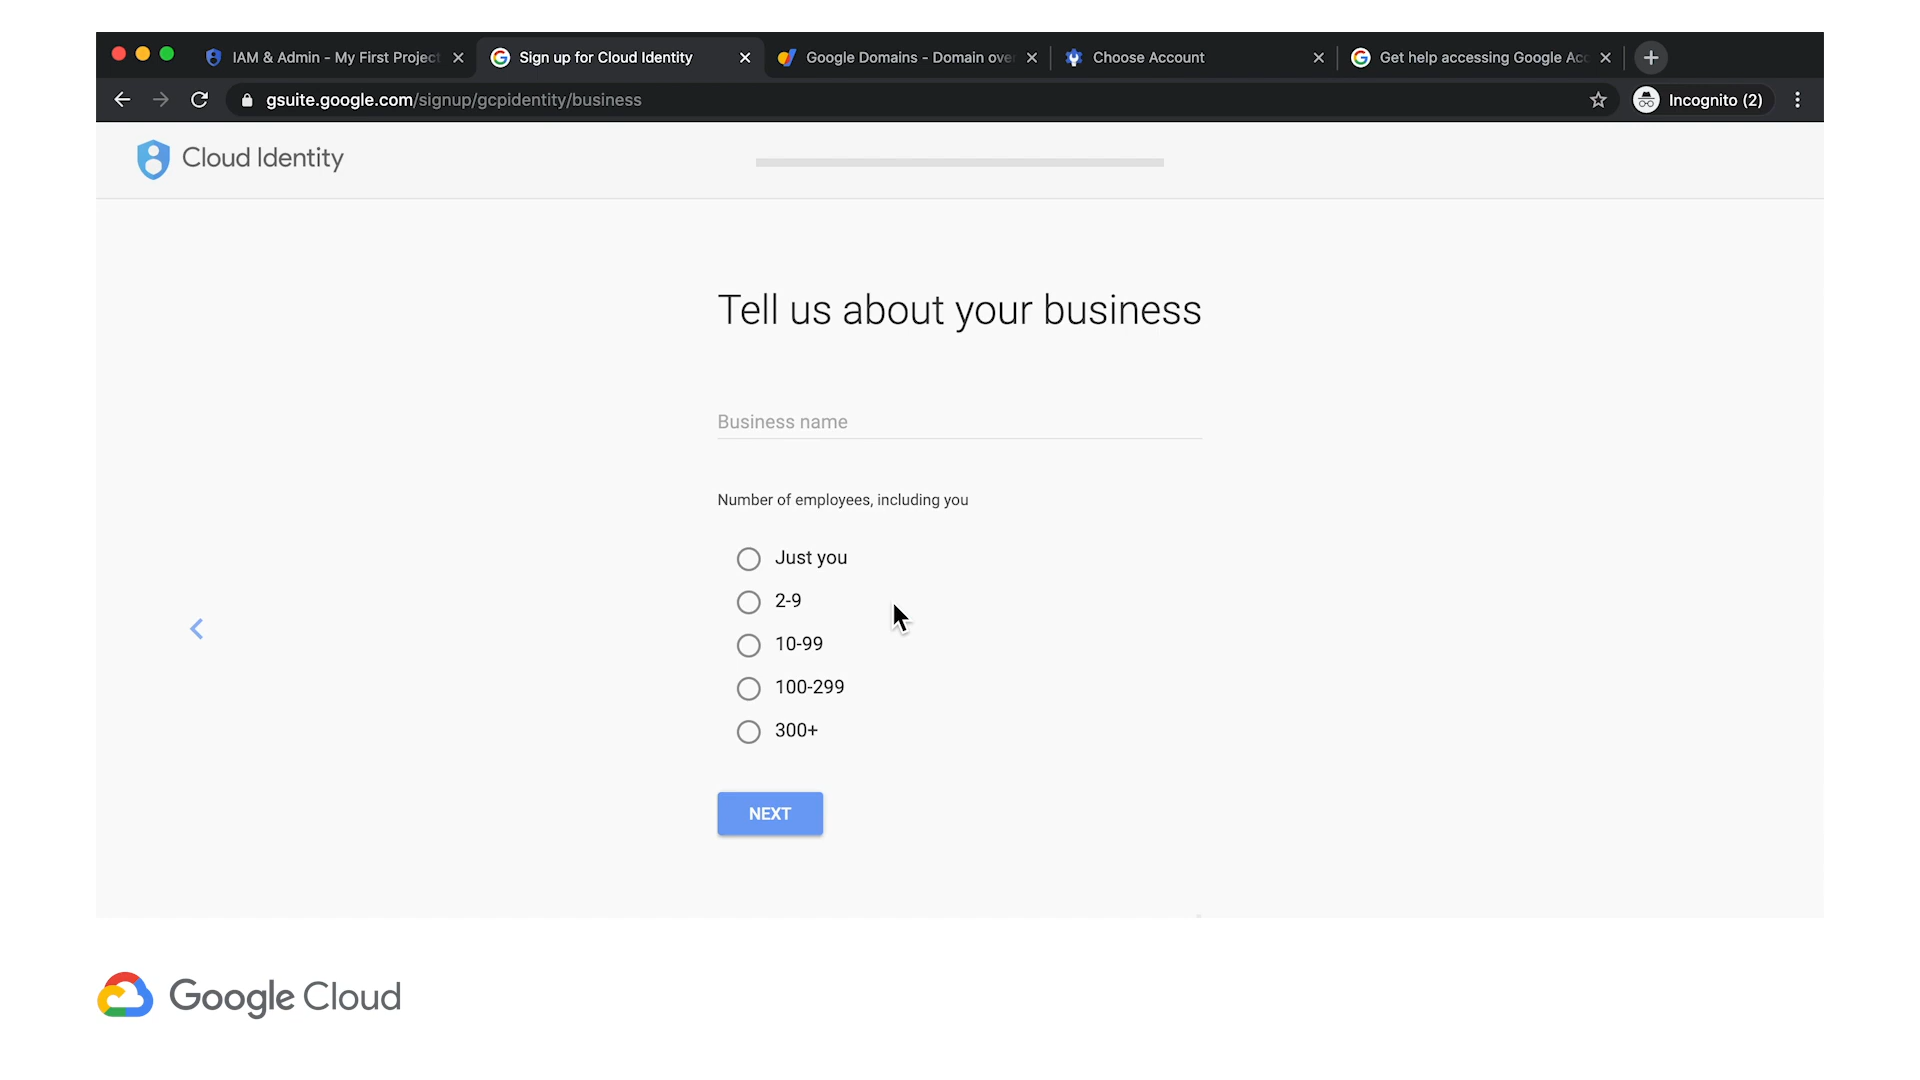 IAM & Admin - My First Project
Sign up for Cloud Identity
Google Domains - Domain ove
Choose Account
Get help accessing Google Acc
gsuite.google.com/signup/gcpidentity/business
Incognito (2)
Cloud Identity
Tell us about your business
Business name
Number of employees, including you
Just you
2-9
10-99
100-299
300+
NEXT
Google Cloud